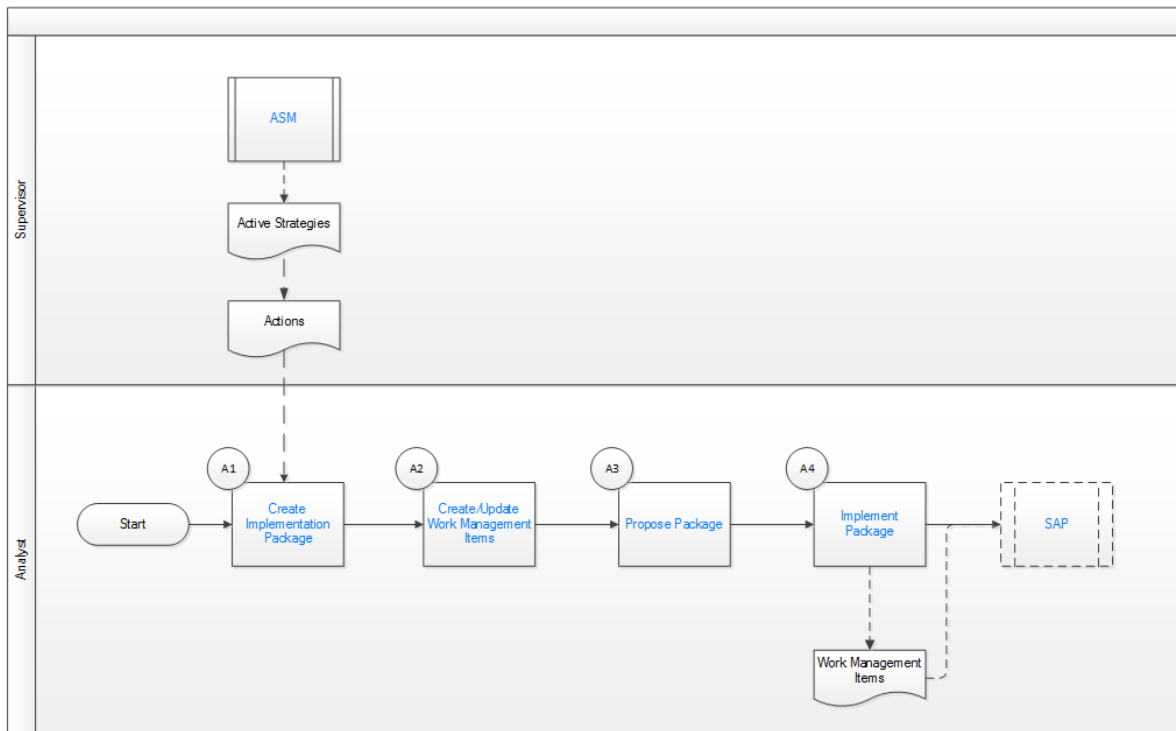 Supervisor
ASM
Active Strategies
Actions
Analyst
Start
A1
Create
Implementation
Package
A2
Create/Update
Work Management
Items
A3
Propose Package
A4
Implement
Package
SAP
Work Management
Items